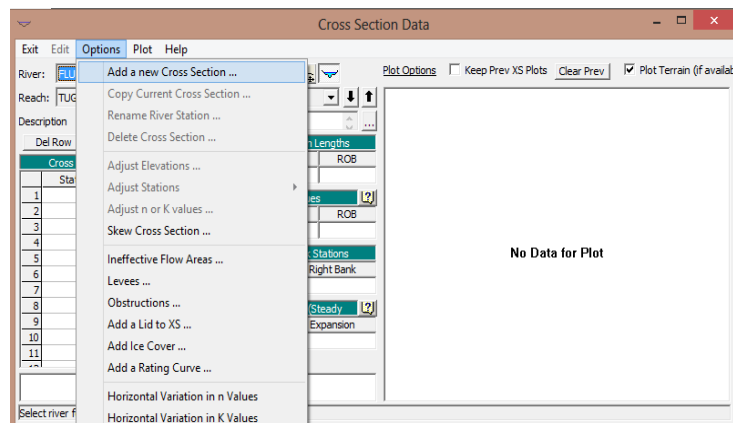 Cross Section Data
Exit Edit Options Plot Help
River: FLU
Plot Options Keep Prev XS Plots Clear Prev Plot Terrain (if availab
Reach: TUG
Description ...
Del Row
n Lengths
Cross
ROB
Sta
1
2
3
4
5
6
7
8
9
10
11
ROB
k Stations
Right Bank
(Steady
Expansion
Add a new Cross Section ...
Copy Current Cross Section ...
Rename River Station ...
Delete Cross Section ...
Adjust Elevations ...
Adjust Stations
Adjust n or K values ...
Skew Cross Section ...
Ineffective Flow Areas ...
Levees ...
Obstructions ...
Add a Lid to XS ...
Add Ice Cover ...
Add a Rating Curve ...
Horizontal Variation in n Values
Horizontal Variation in K Values
No Data for Plot
Select river f